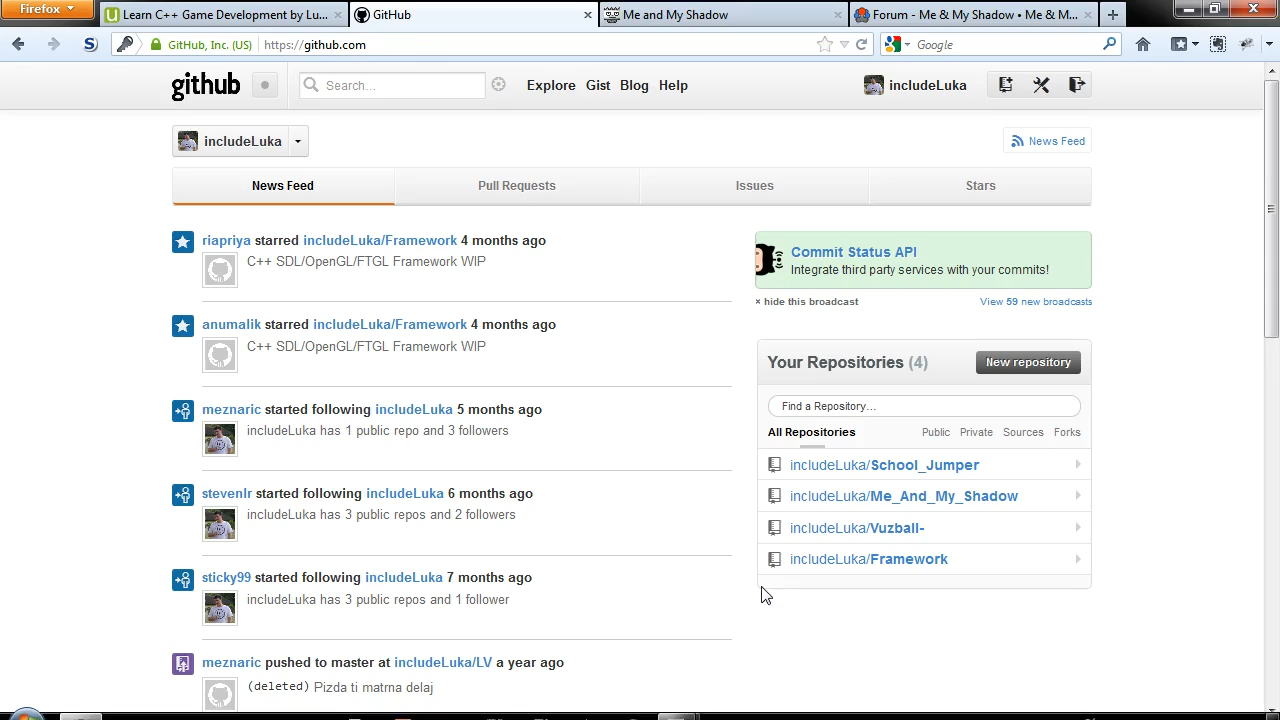 Firefox
Learn C++ Game Development by Lu...
GitHub
Me and My Shadow
Forum - Me & My Shadow • Me & M...
GitHub, Inc. (US)
https://github.com
Google
github
Search...
Explore
Gist
Blog
Help
includeLuka
includeLuka
News Feed
News Feed
Pull Requests
Issues
Stars
riapriya starred includeLuka/Framework 4 months ago
C++ SDL/OpenGL/FTGL Framework WIP
anumalik starred includeLuka/Framework 4 months ago
C++ SDL/OpenGL/FTGL Framework WIP
meznaric started following includeLuka 5 months ago
includeLuka has 1 public repo and 3 followers
stevenlr started following includeLuka 6 months ago
includeLuka has 3 public repos and 2 followers
sticky99 started following includeLuka 7 months ago
includeLuka has 3 public repos and 1 follower
meznaric pushed to master at includeLuka/LV a year ago
(deleted) Pizda ti matrna delaj
Commit Status API
Integrate third party services with your commits!
× hide this broadcast
View 59 new broadcasts
Your Repositories (4)
New repository
Find a Repository...
All Repositories
Public
Private
Sources
Forks
includeLuka/School_Jumper
includeLuka/Me_And_My_Shadow
includeLuka/Vuzball-
includeLuka/Framework